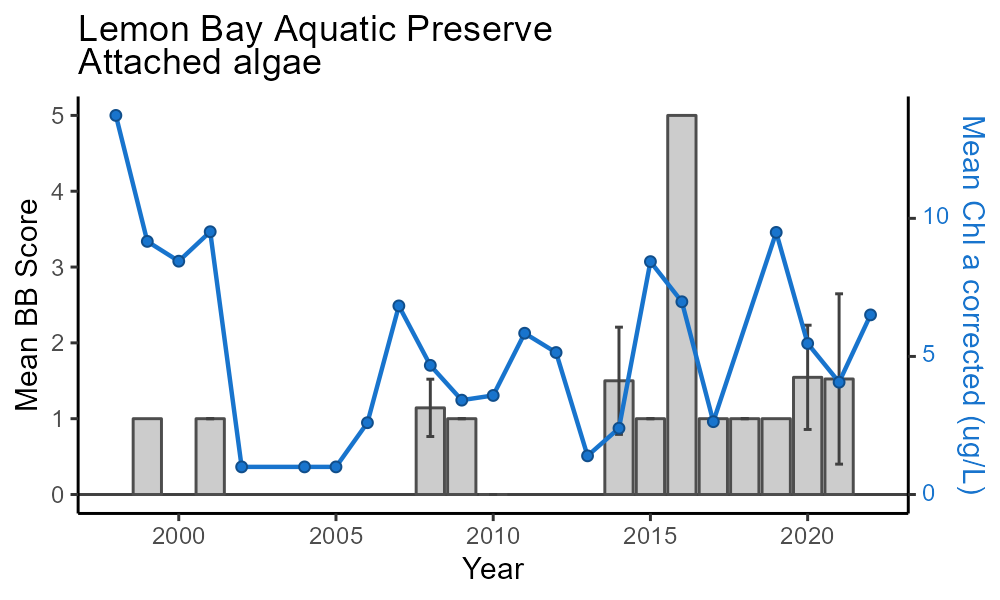 Lemon Bay Aquatic Preserve
Attached algae
Mean BB Score
5
4
3
2
1
0
10
5
0
Mean Chl a corrected (ug/L)
2000
2005
2010
2015
2020
Year